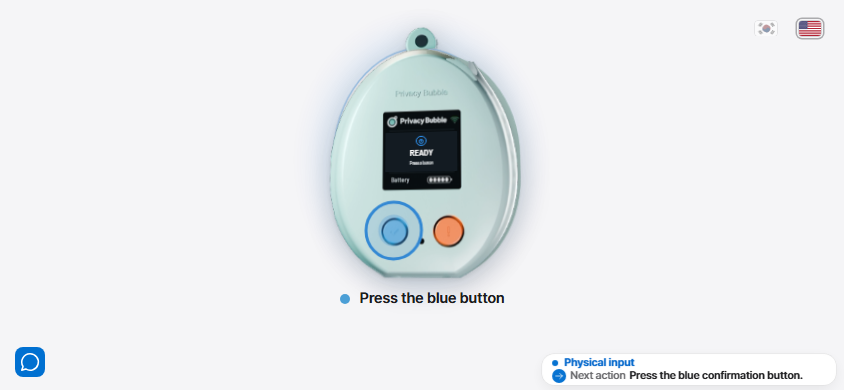 Privacy Bubble
Privacy Bubble
READY
Press a button
Battery
Press the blue button
Physical input
Next action Press the blue confirmation button.